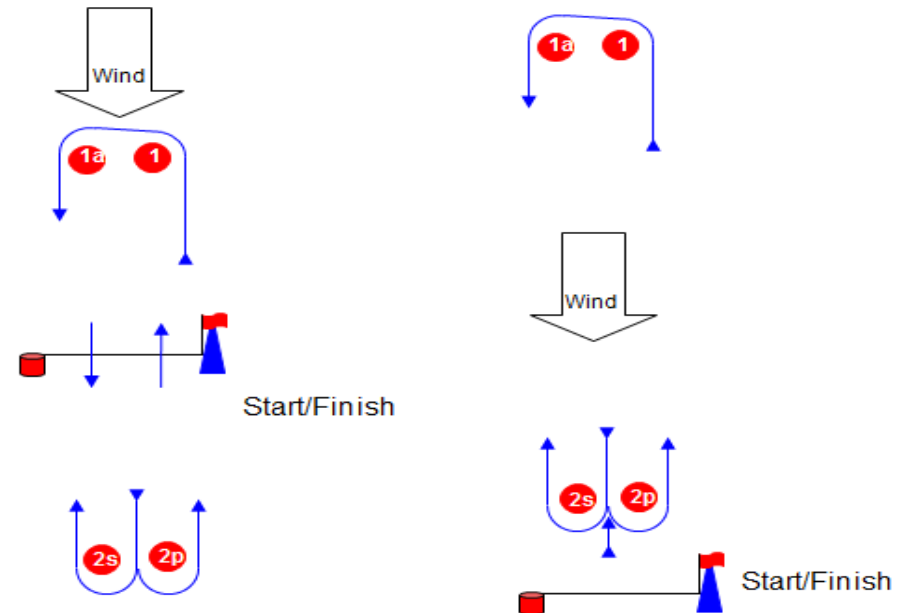 Wind
1a 1
Start/Finish
2s 2p
1a 1
Wind
2s 2p
Start/Finish